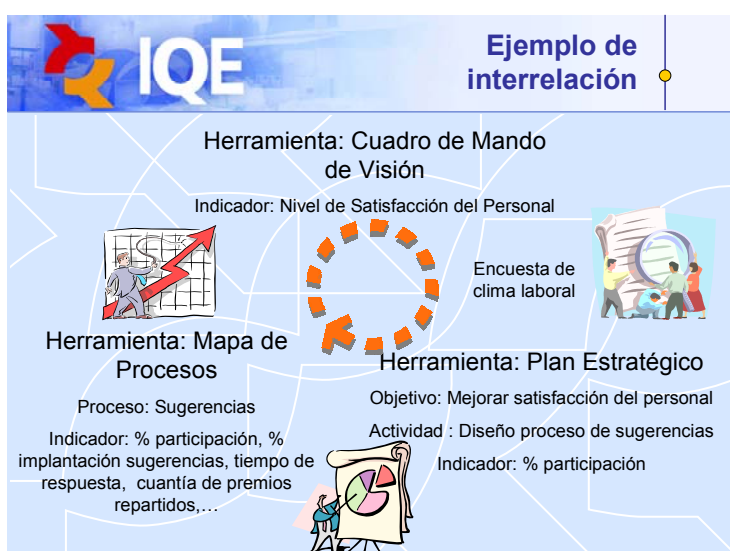 IQE
Ejemplo de
interrelación
Herramienta: Cuadro de Mando
de Visión
Indicador: Nivel de Satisfacción del Personal
Encuesta de
clima laboral
Herramienta: Mapa de
Procesos
Proceso: Sugerencias
Indicador: % participación, %
implantación sugerencias, tiempo de
respuesta, cuantía de premios
repartidos,…
Herramienta: Plan Estratégico
Objetivo: Mejorar satisfacción del personal
Actividad : Diseño proceso de sugerencias
Indicador: % participación